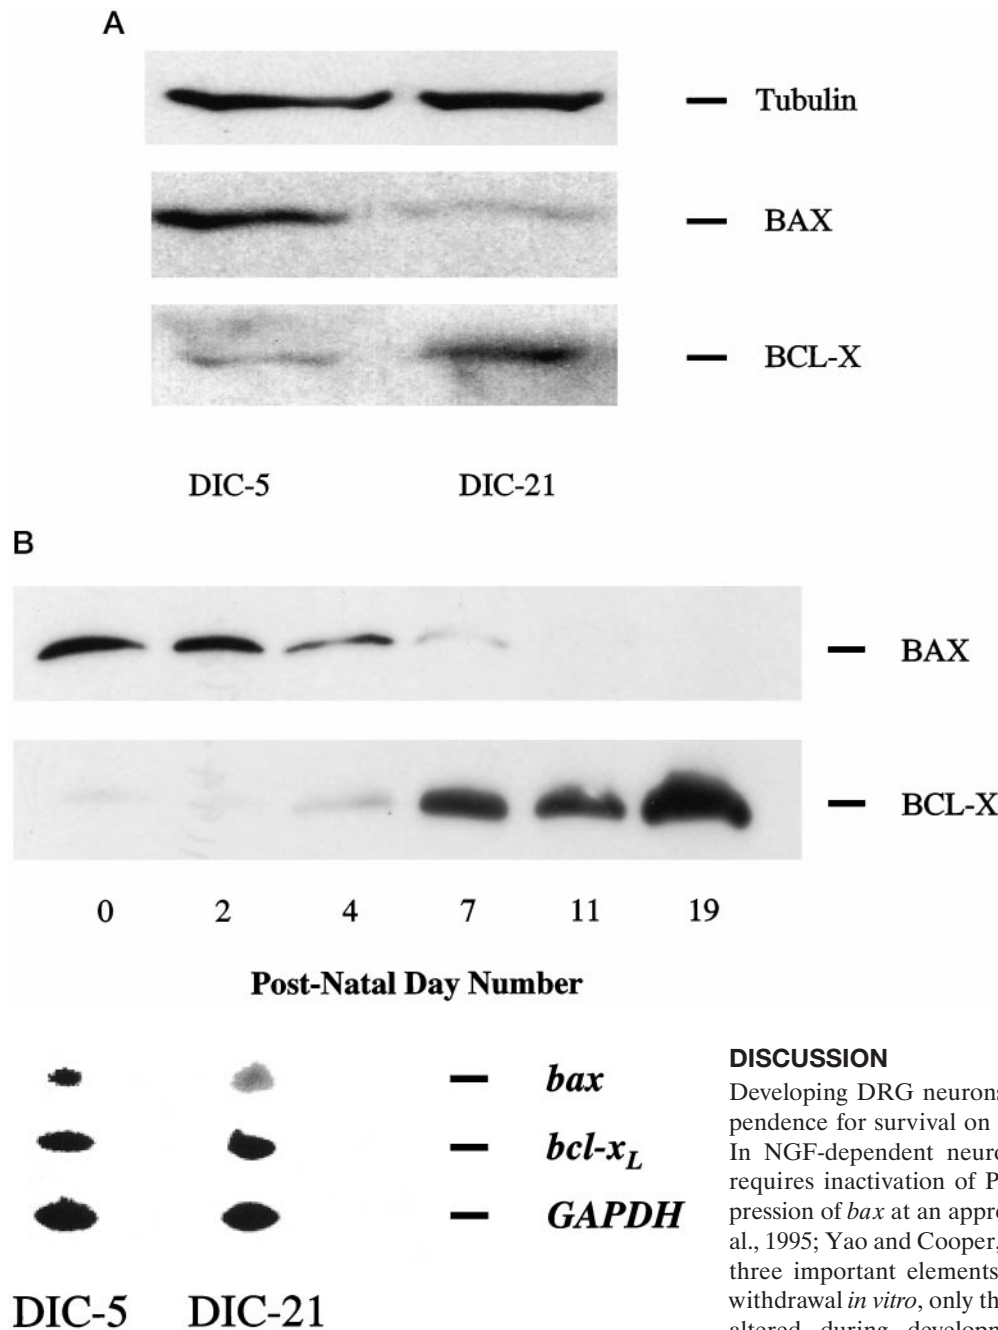 A
Tubulin
BAX
BCL-X
DIC-5 DIC-21
B
BAX
BCL-X
0 2 4 7 11 19
Post-Natal Day Number
bax
bcl-xL
GAPDH
DIC-5 DIC-21
DISCUSSION
Developing DRG neurons
pendence for survival on
In NGF-dependent neuro
requires inactivation of P
pression of bax at an appro
al., 1995; Yao and Cooper,
three important elements
withdrawal in vitro, only th
altered during developm